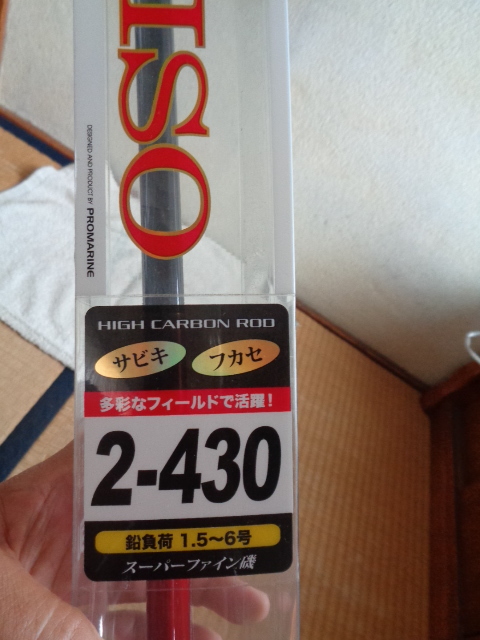 ISO
DESIGNED AND PRODUCT BY PROMARINE
HIGH CARBON ROD
サビキ フカセ
多彩なフィールドで活躍!
2-430
鉛負荷 1.5〜6号
スーパーファイン磯